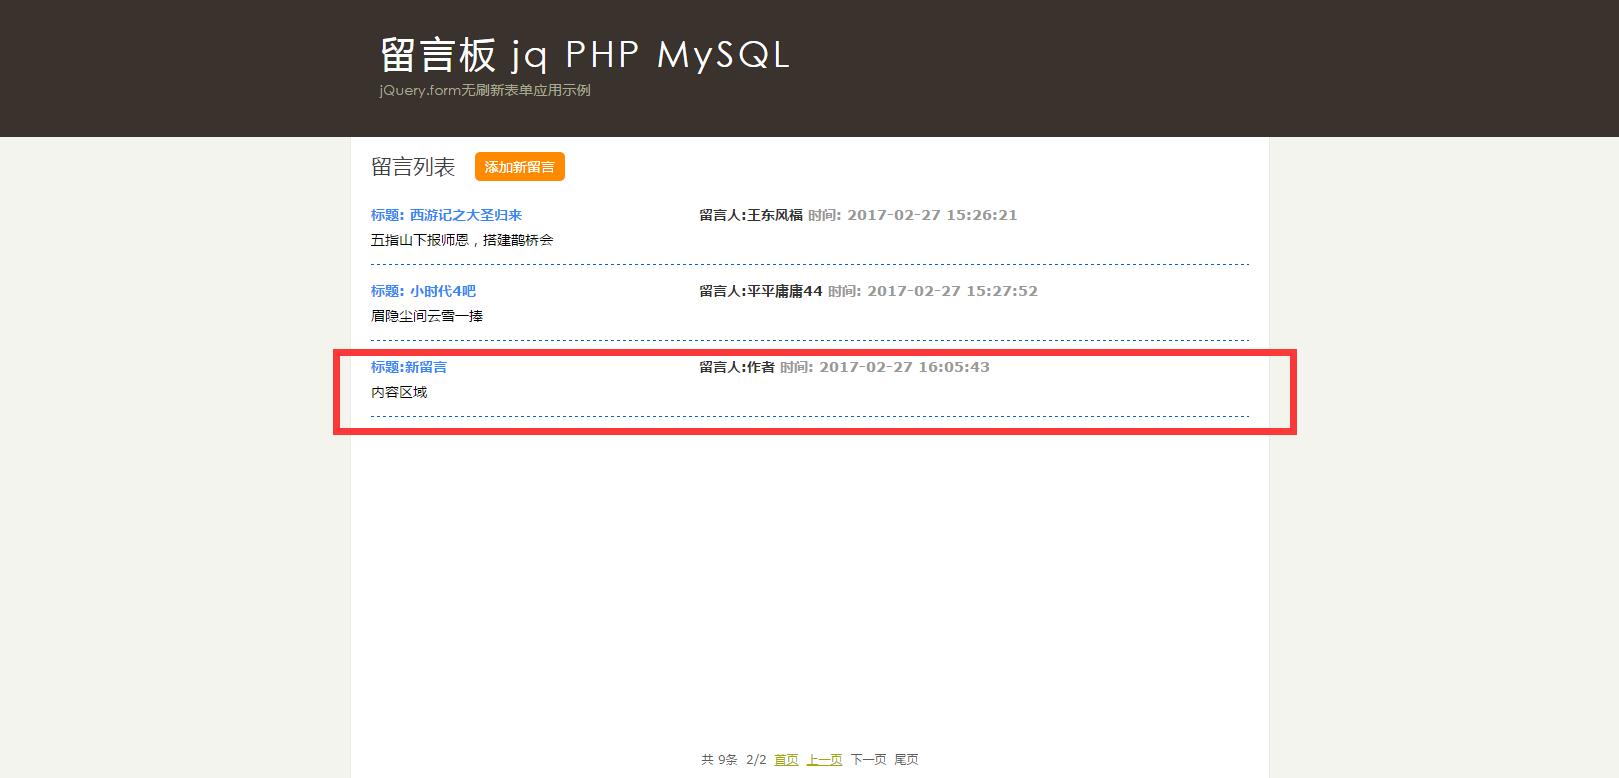 留言板 jq PHP MySQL
jQuery.form无刷新表单应用示例
留言列表 添加新留言
标题: 西游记之大圣归来 留言人:王东风福 时间: 2017-02-27 15:26:21
五指山下报师恩，搭建鹊桥会
标题: 小时代4吧 留言人:平平庸庸44 时间: 2017-02-27 15:27:52
眉隐尘间云雪一捧
标题:新留言 留言人:作者 时间: 2017-02-27 16:05:43
内容区域
共 9条 2/2 首页 上一页 下一页 尾页